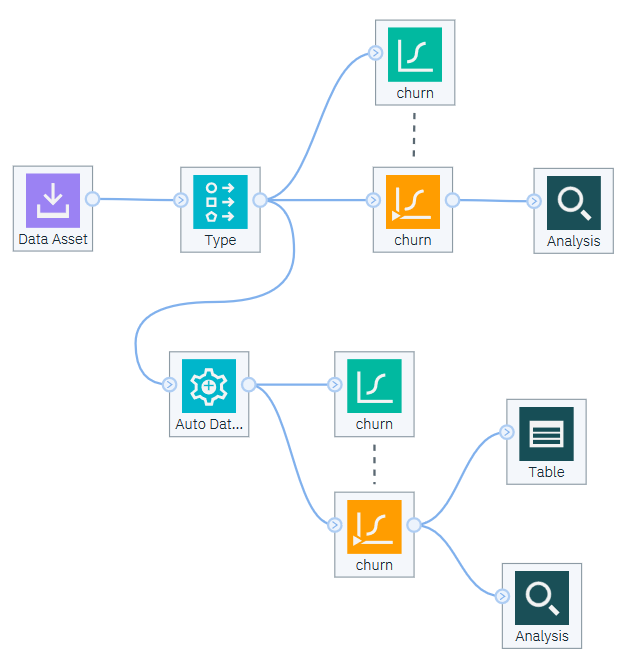 churn
Data Asset
Type
churn
Analysis
Auto Dat...
churn
Table
churn
Analysis